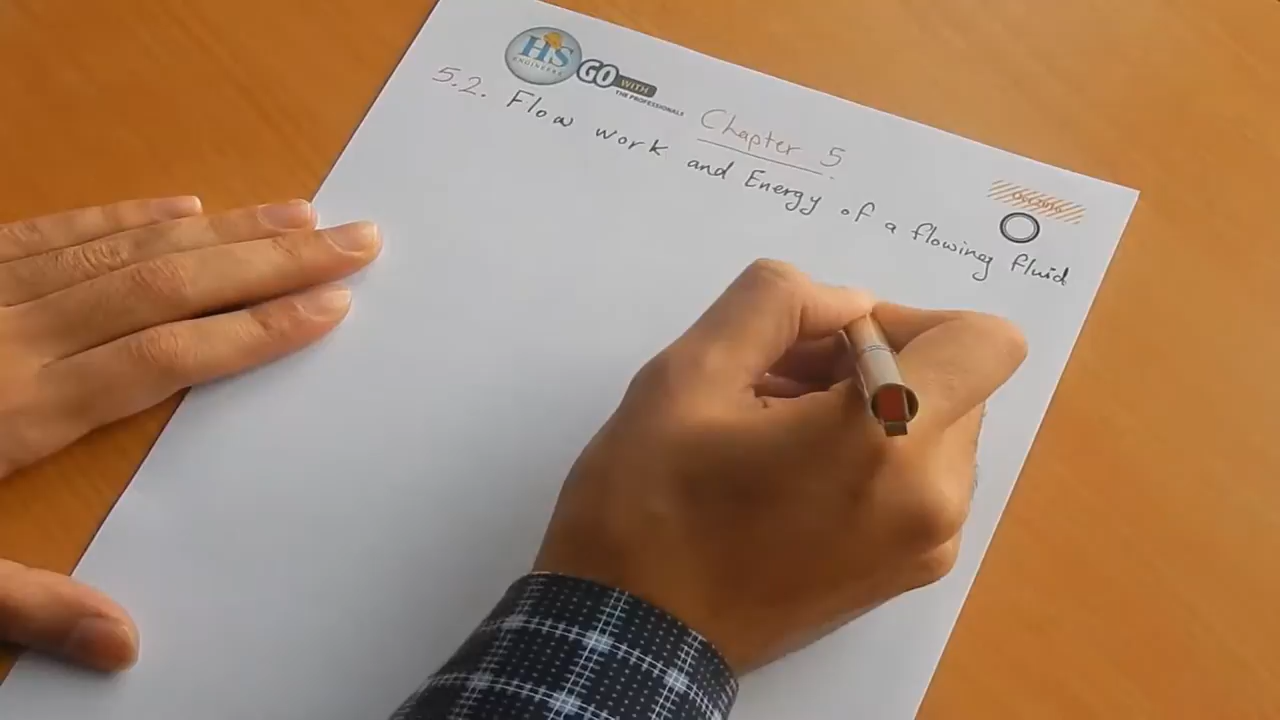 HS
ENGINEERS
GO WITH
THE PROFESSIONALS
Chapter 5
5.2. Flow work and Energy of a flowing fluid